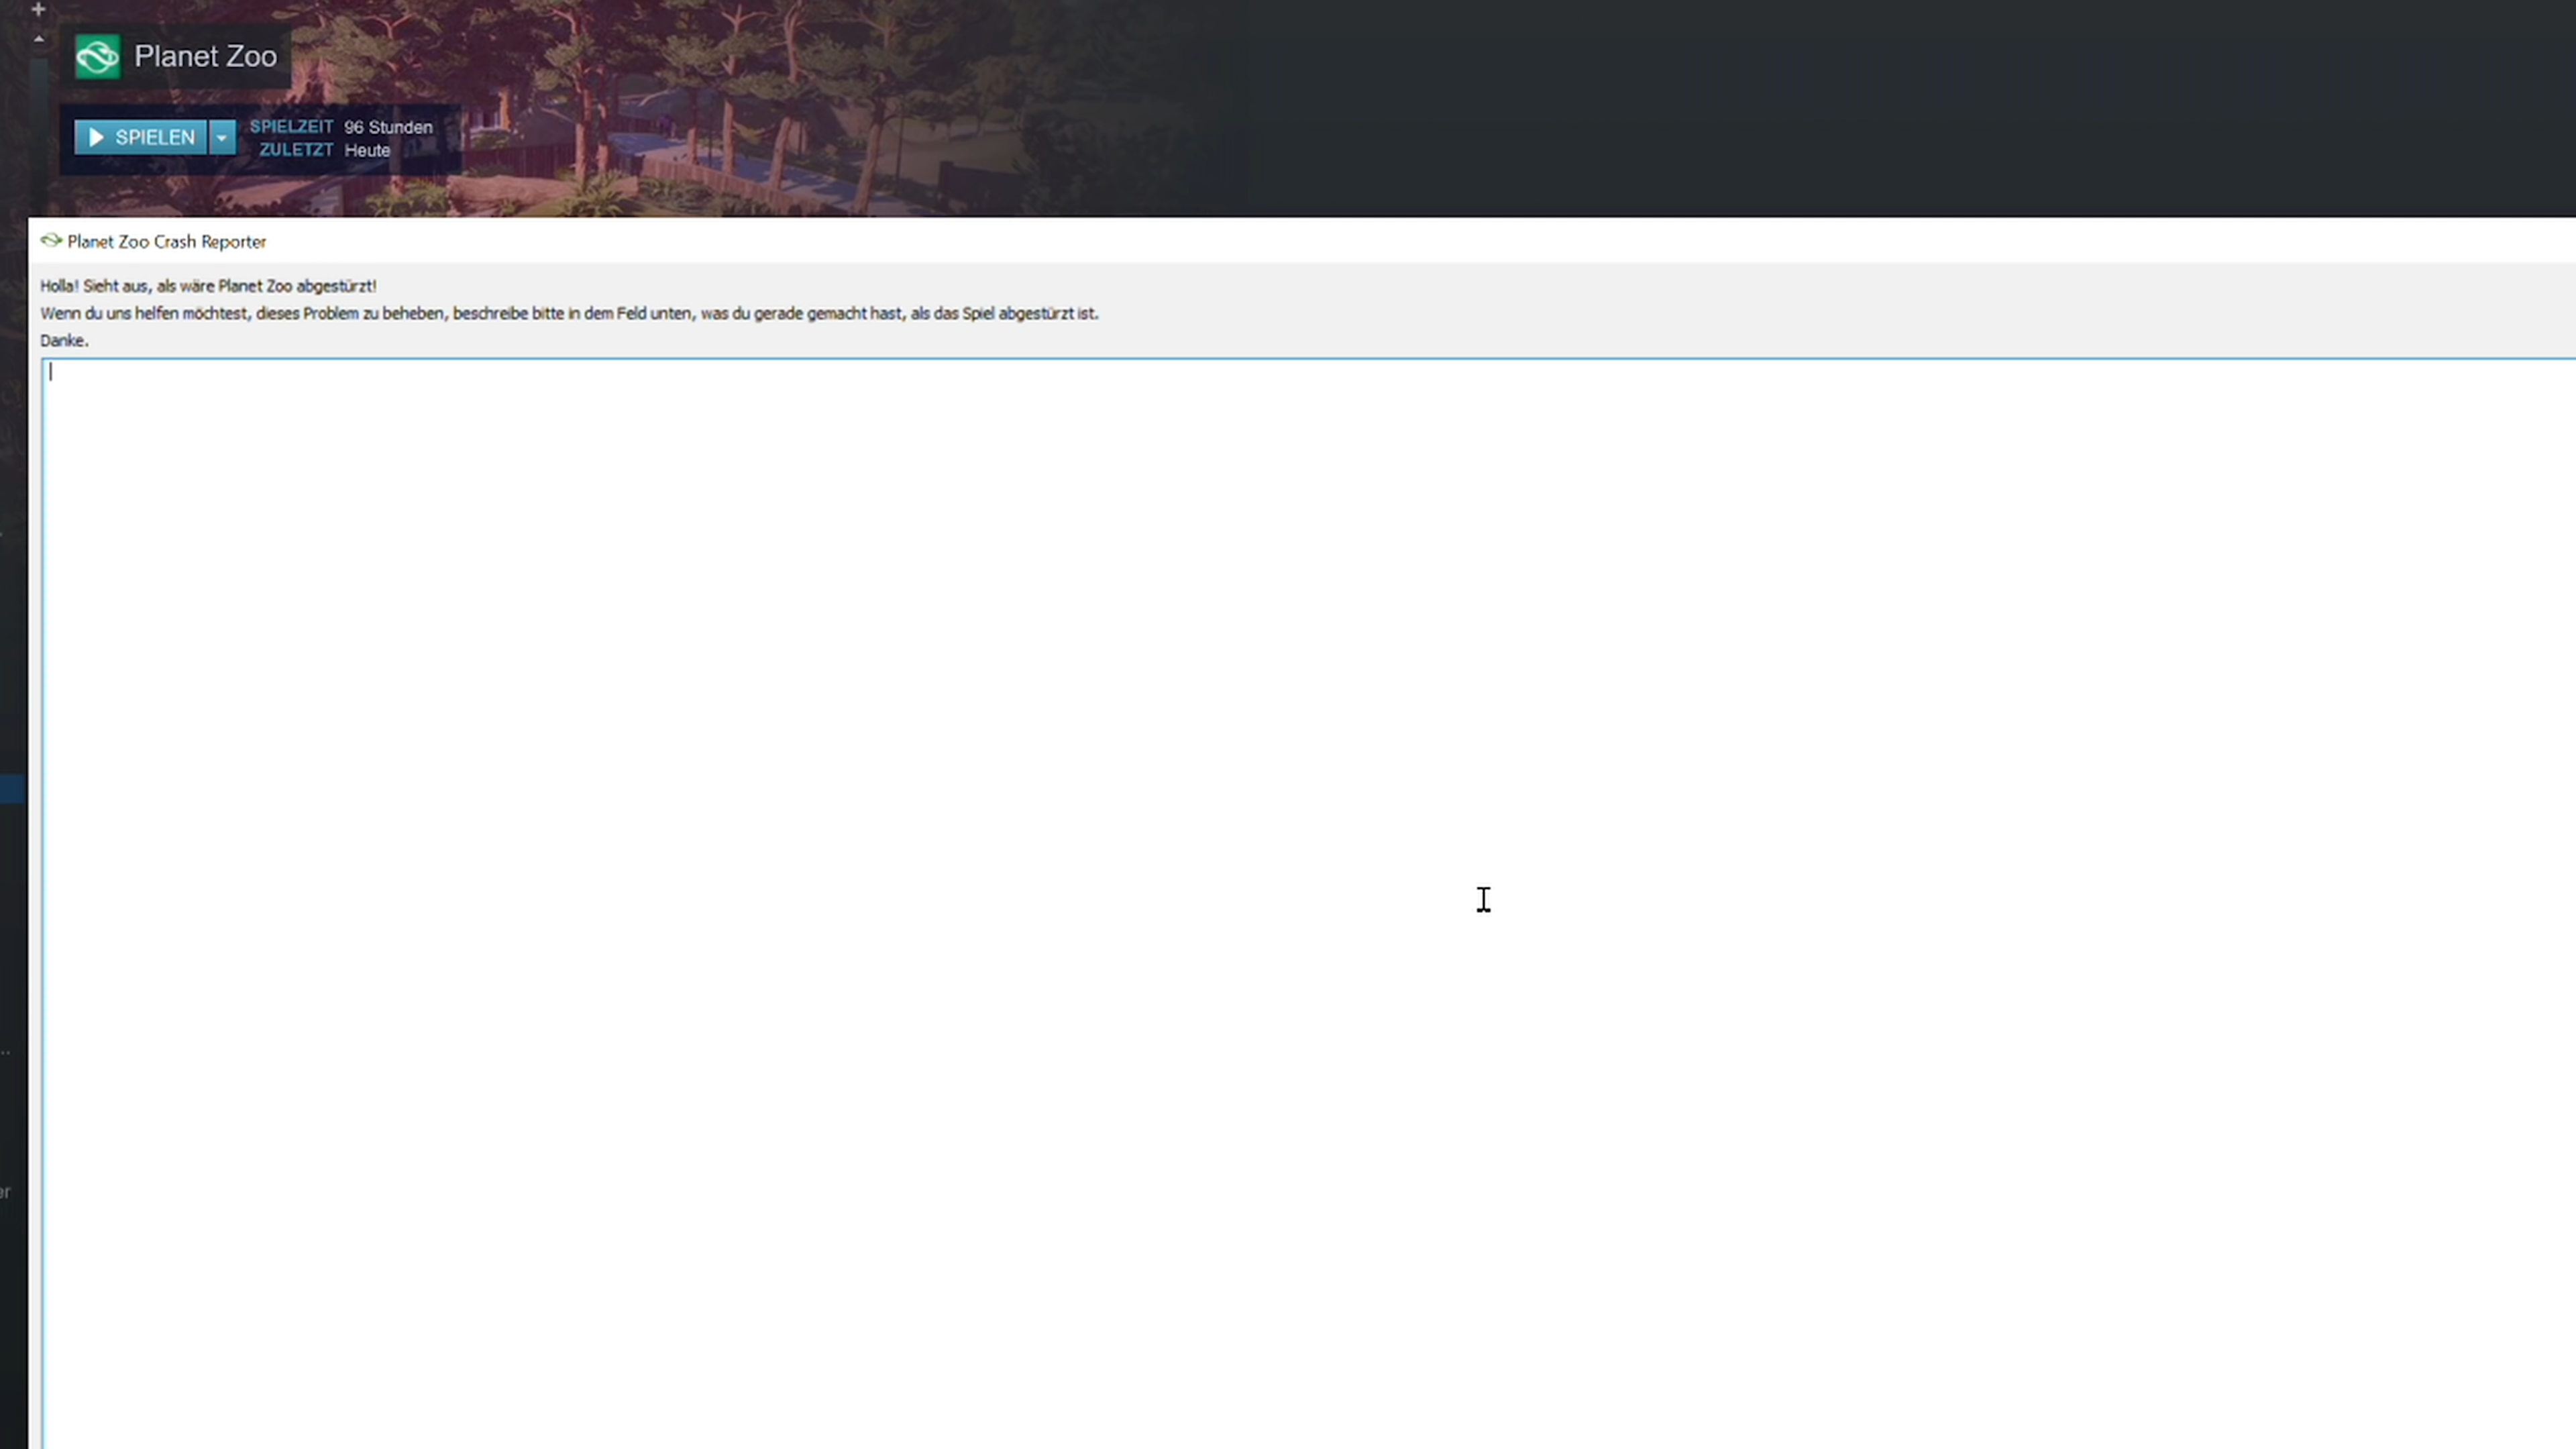 Planet Zoo
SPIELEN
SPIELZEIT 96 Stunden
ZULETZT Heute
Planet Zoo Crash Reporter
Holla! Sieht aus, als wäre Planet Zoo abgestürzt!
Wenn du uns helfen möchtest, dieses Problem zu beheben, beschreibe bitte in dem Feld unten, was du gerade gemacht hast, als das Spiel abgestürzt ist.
Danke.
..
er